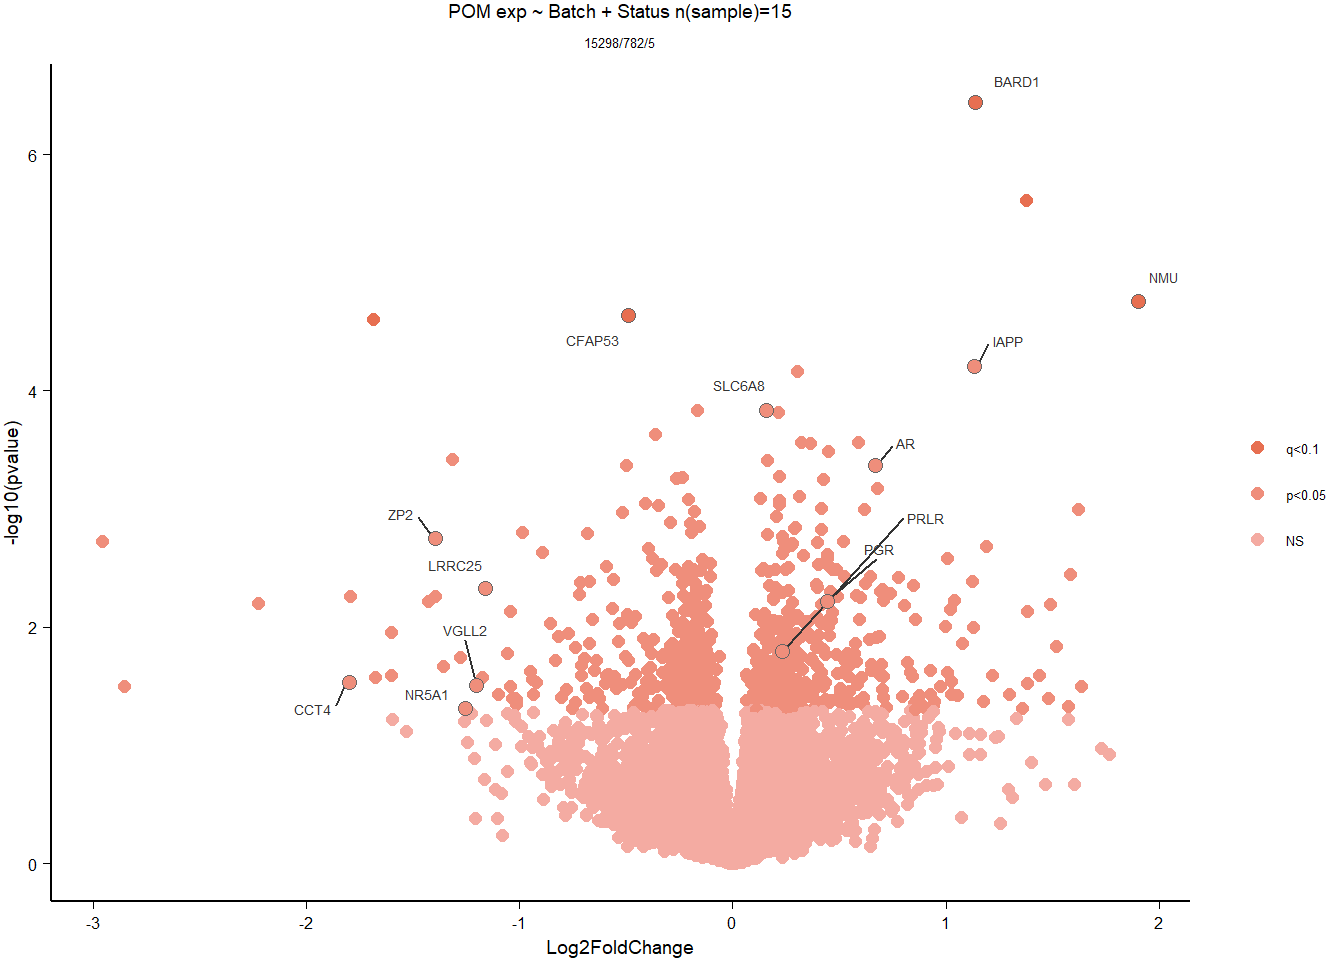 POM exp ~ Batch + Status n(sample)=15
15298/782/5
BARD1
6
NMU
CFAP53
IAPP
SLC6A8
4
AR
q<0.1
-log10(pvalue)
p<0.05
ZP2
PRLR
NS
PGR
LRRC25
2
VGLL2
NR5A1
CCT4
0
-3 -2 -1 0 1 2
Log2FoldChange